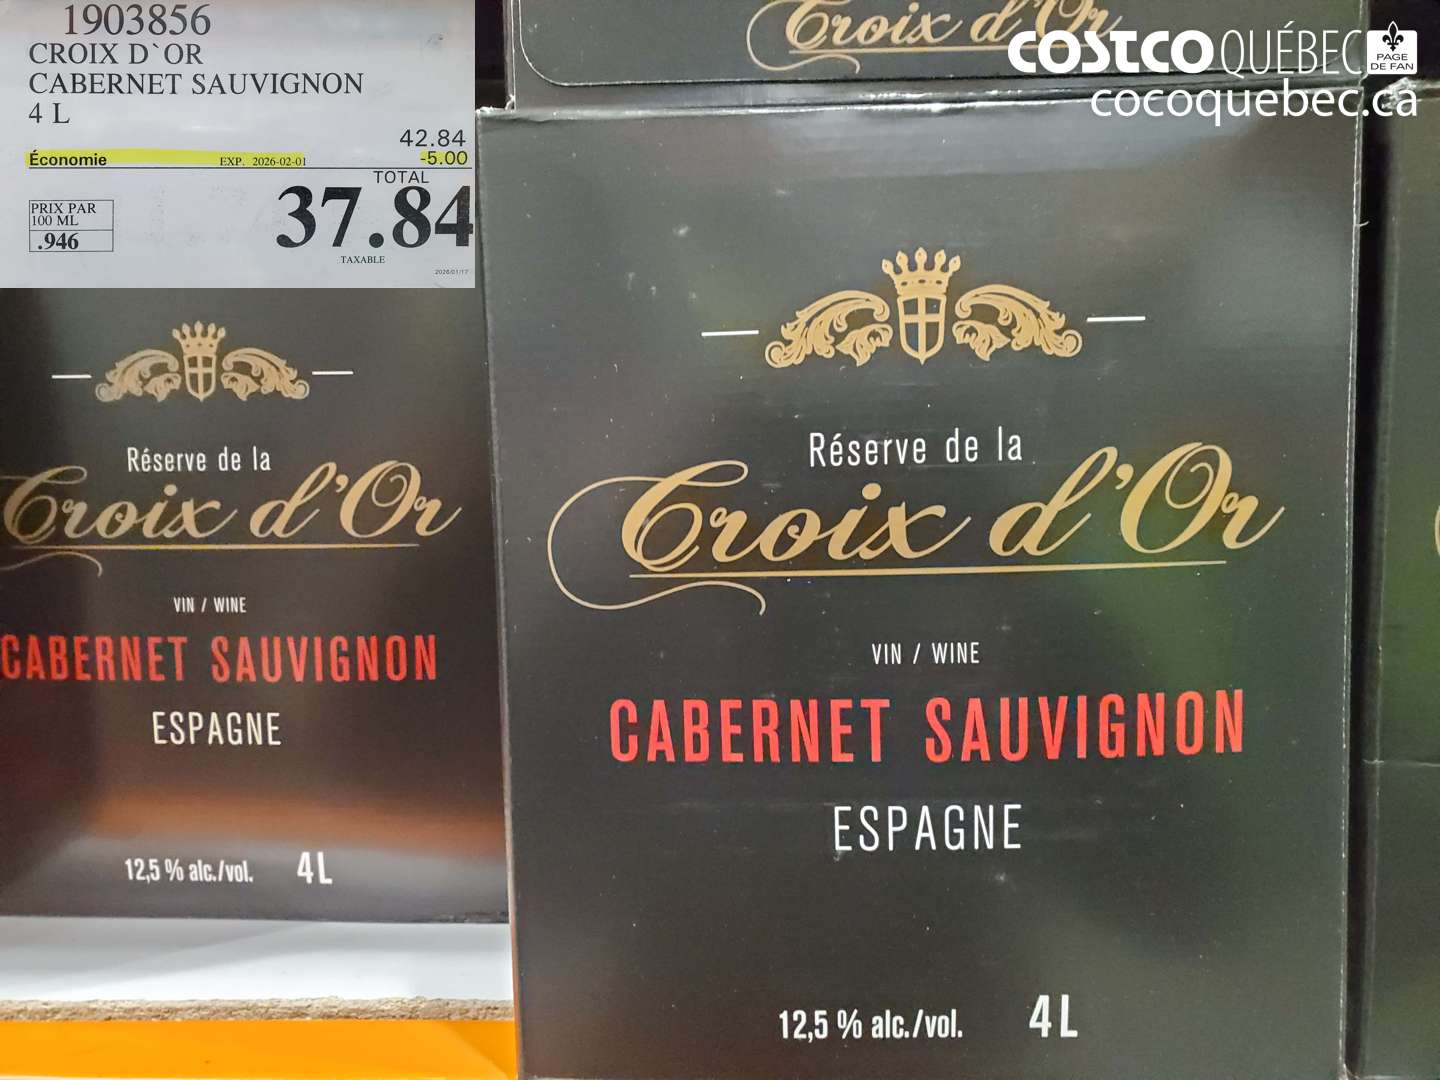 1903856
CROIX D`OR
CABERNET SAUVIGNON
4 L
42.84
Économie EXP. 2026-02-01 -5.00
TOTAL
37.84
PRIX PAR
100 ML
.946
TAXABLE
2026/01/17
Croix d'Or
COSTCO QUÉBEC
PAGE
DE FAN
cocoquebec.ca
Réserve de la
Croix d'Or
VIN / WINE
CABERNET SAUVIGNON
ESPAGNE
12,5 % alc./vol. 4 L
Réserve de la
Croix d'Or
VIN / WINE
CABERNET SAUVIGNON
ESPAGNE
12,5 % alc./vol. 4 L